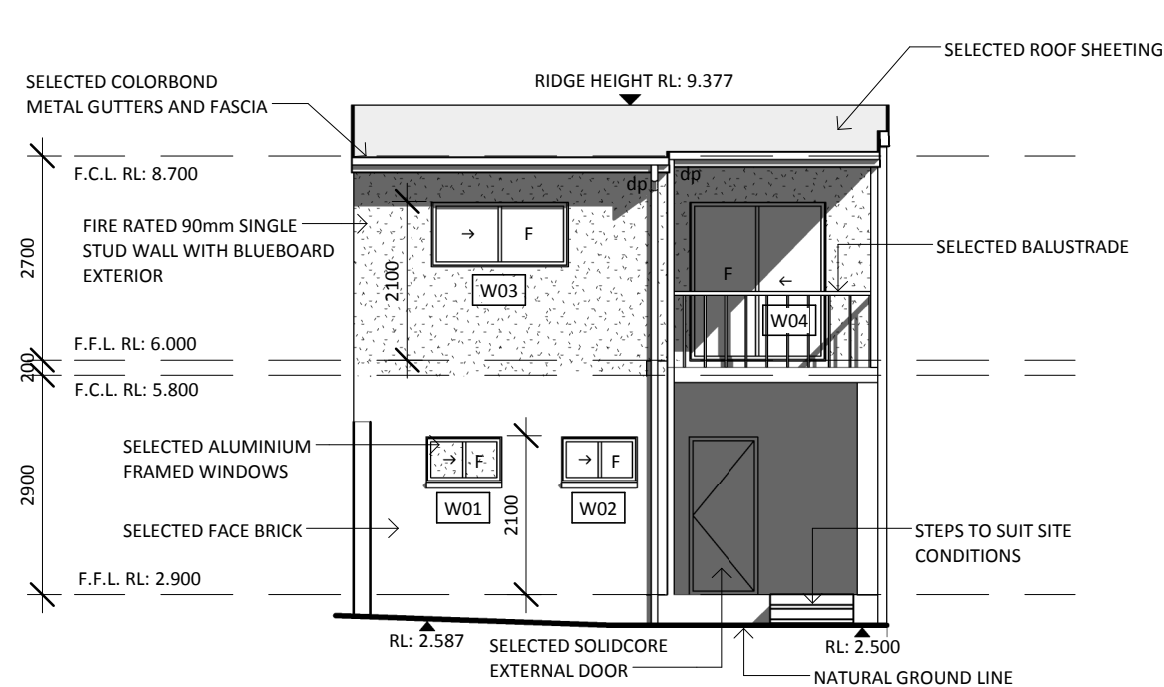 SELECTED ROOF SHEETING
SELECTED COLORBOND
METAL GUTTERS AND FASCIA
RIDGE HEIGHT RL: 9.377
F.C.L. RL: 8.700
dp
dp
FIRE RATED 90mm SINGLE
STUD WALL WITH BLUEBOARD
EXTERIOR
2700
2100
F
W03
F
W04
SELECTED BALUSTRADE
F.F.L. RL: 6.000
200
F.C.L. RL: 5.800
SELECTED ALUMINIUM
FRAMED WINDOWS
F
W01
F
W02
2900
2100
SELECTED FACE BRICK
STEPS TO SUIT SITE
CONDITIONS
F.F.L. RL: 2.900
RL: 2.587
SELECTED SOLIDCORE
EXTERNAL DOOR
RL: 2.500
NATURAL GROUND LINE